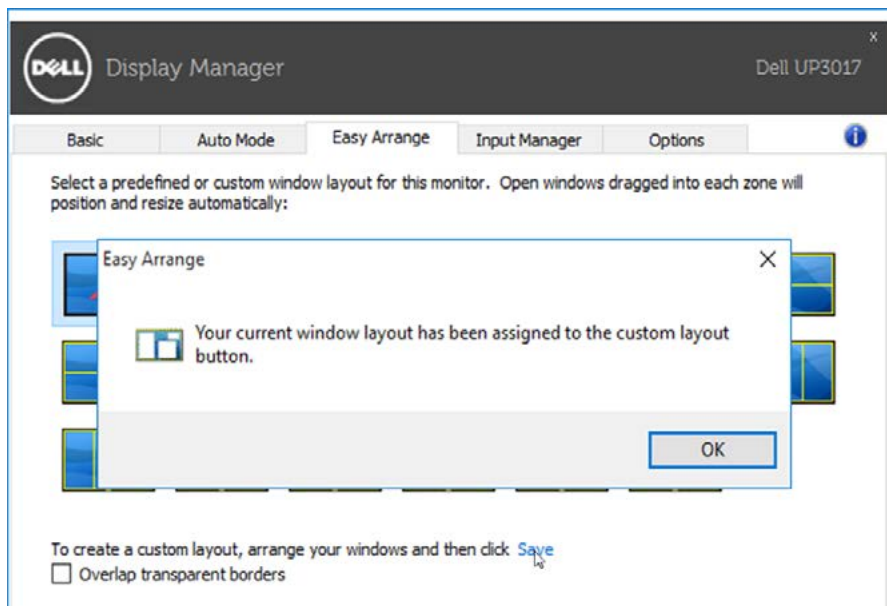 x
DELL Display Manager Dell UP3017
Basic Auto Mode Easy Arrange Input Manager Options i
Select a predefined or custom window layout for this monitor. Open windows dragged into each zone will
position and resize automatically:
Easy Arrange
Your current window layout has been assigned to the custom layout
button.
OK
To create a custom layout, arrange your windows and then click Save
Overlap transparent borders